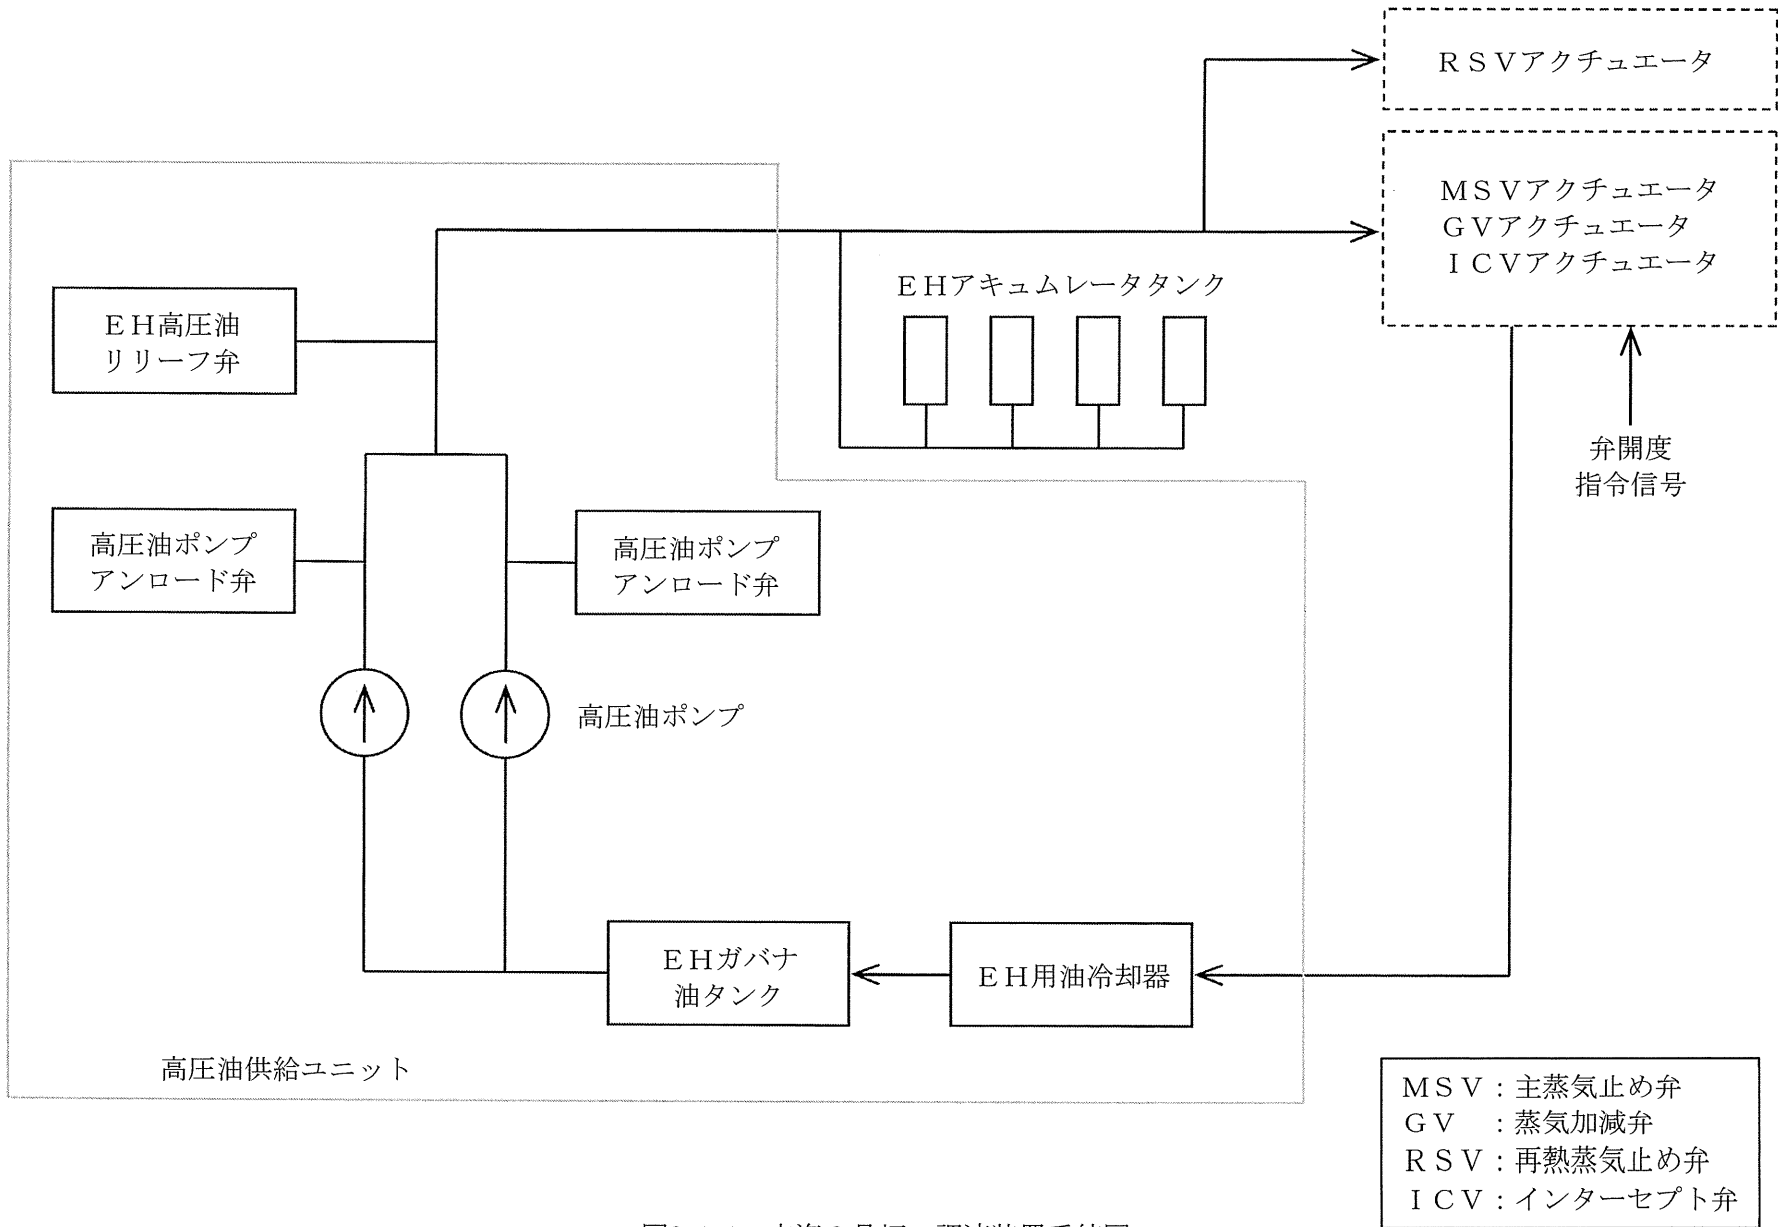 ＲＳＶアクチュエータ
ＭＳＶアクチュエータ
ＧＶアクチュエータ
ＩＣＶアクチュエータ
ＥＨアキュムレータタンク
ＥＨ高圧油
リリーフ弁
弁開度
指令信号
高圧油ポンプ
アンロード弁
高圧油ポンプ
アンロード弁
高圧油ポンプ
ＥＨガバナ
油タンク
ＥＨ用油冷却器
高圧油供給ユニット
ＭＳＶ：主蒸気止め弁
ＧＶ　：蒸気加減弁
ＲＳＶ：再熱蒸気止め弁
ＩＣＶ：インターセプト弁